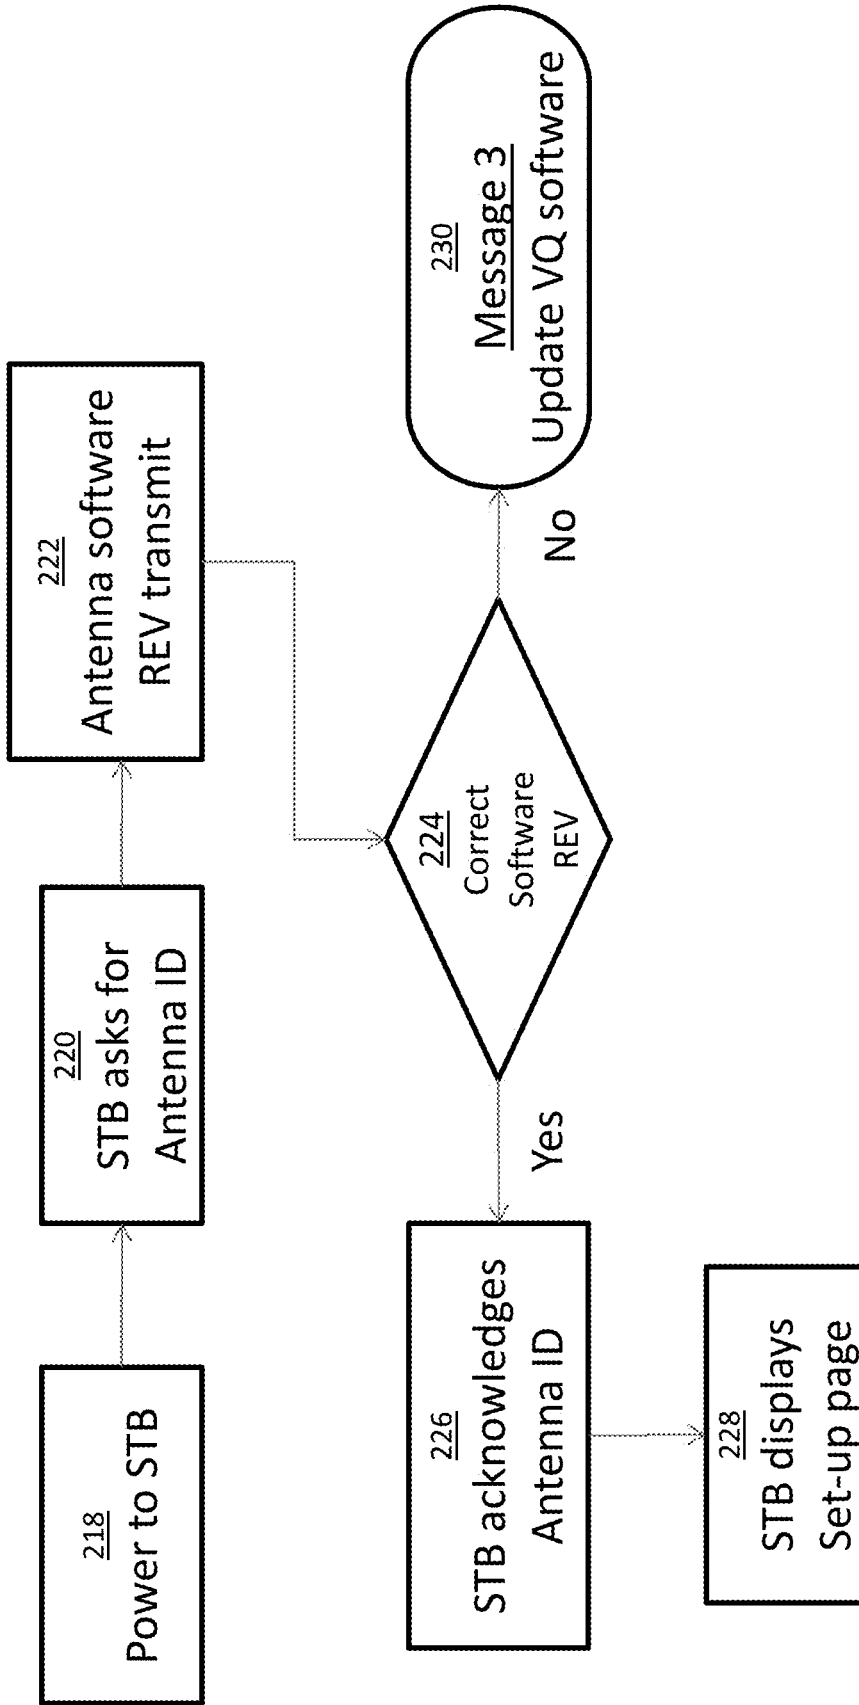 218
Power to STB
220
STB asks for
Antenna ID
222
Antenna software
REV transmit
224
Correct
Software
REV
Yes
No
226
STB acknowledges
Antenna ID
228
STB displays
Set-up page
230
Message 3
Update VQ software